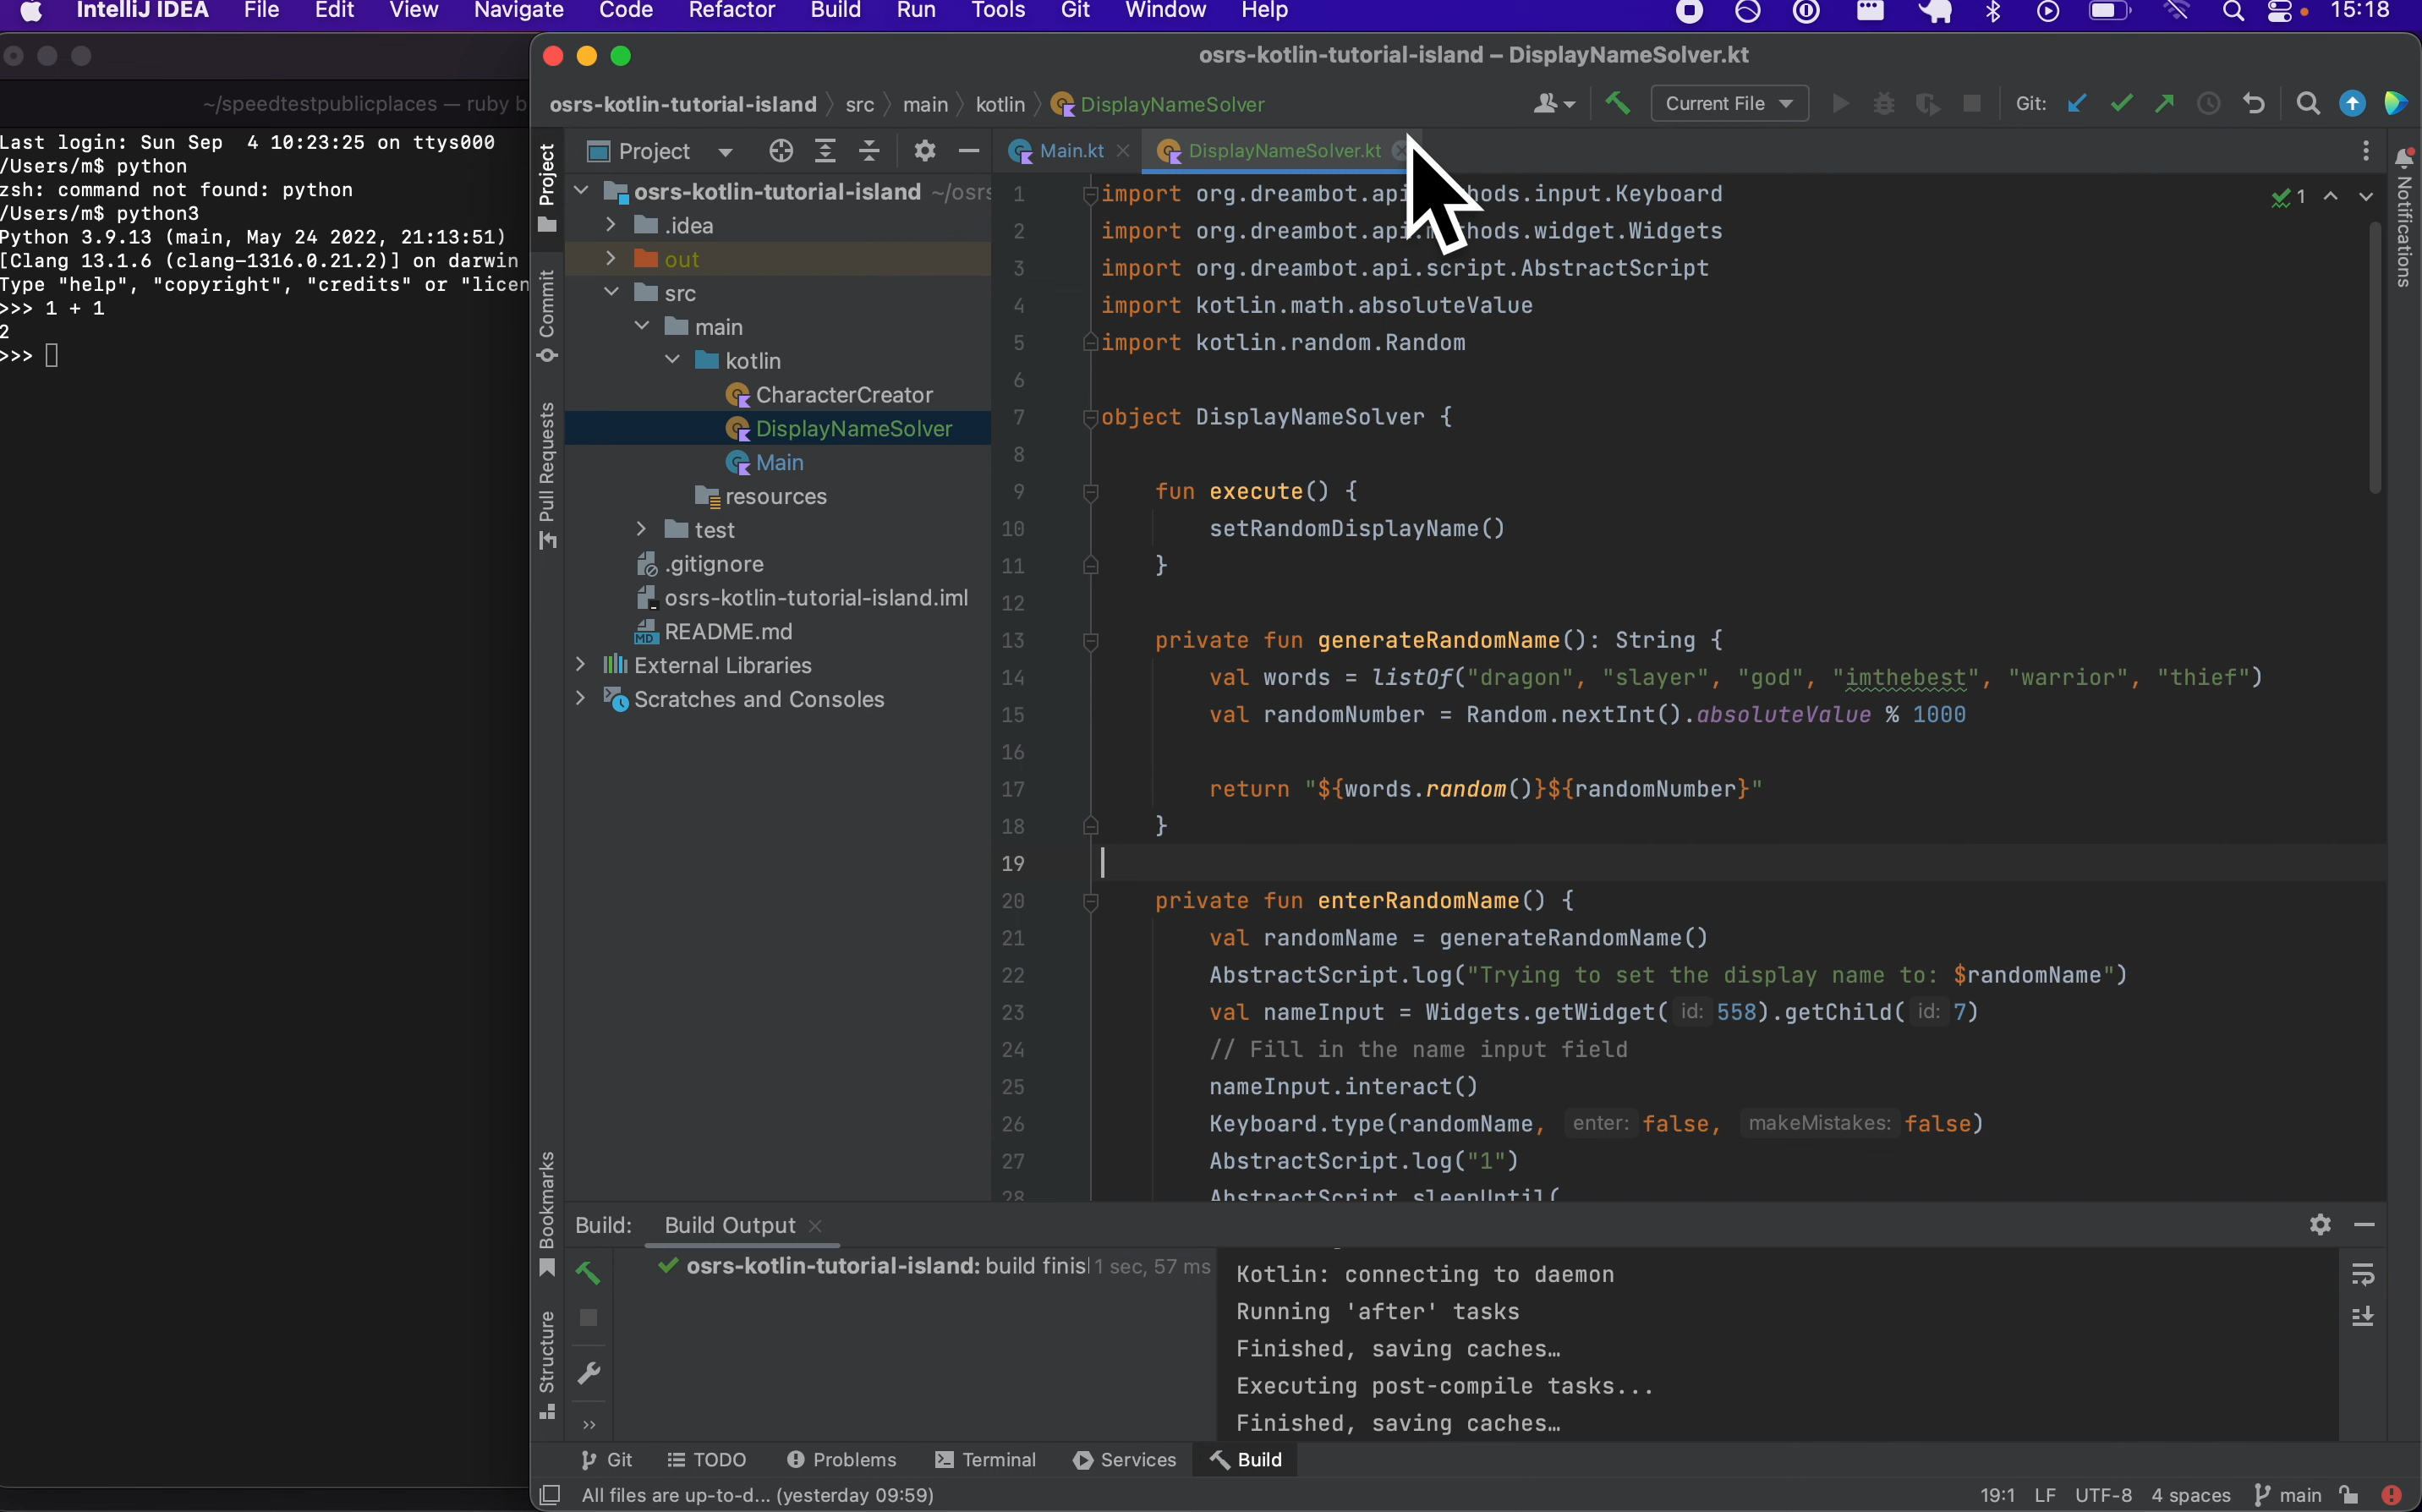 IntelliJ IDEA File Edit View Navigate Code Refactor Build Run Tools Git Window Help 15:18
~/speedtestpublicplaces — ruby b
Last login: Sun Sep  4 10:23:25 on ttys000
/Users/m$ python
zsh: command not found: python
/Users/m$ python3
Python 3.9.13 (main, May 24 2022, 21:13:51)
[Clang 13.1.6 (clang-1316.0.21.2)] on darwin
Type "help", "copyright", "credits" or "licen
>>> 1 + 1
2
>>>
osrs-kotlin-tutorial-island – DisplayNameSolver.kt
osrs-kotlin-tutorial-island src main kotlin DisplayNameSolver Current File Git:
Project
Commit
Pull Requests
Bookmarks
Structure
Project
osrs-kotlin-tutorial-island ~/osrs
.idea
out
src
main
kotlin
CharacterCreator
DisplayNameSolver
Main
resources
test
.gitignore
osrs-kotlin-tutorial-island.iml
README.md
External Libraries
Scratches and Consoles
Main.kt DisplayNameSolver.kt
1 import org.dreambot.api hods.input.Keyboard
2 import org.dreambot.api.m hods.widget.Widgets
3 import org.dreambot.api.script.AbstractScript
4 import kotlin.math.absoluteValue
5 import kotlin.random.Random
6
7 object DisplayNameSolver {
8
9 fun execute() {
10 setRandomDisplayName()
11 }
12
13 private fun generateRandomName(): String {
14 val words = listOf("dragon", "slayer", "god", "imthebest", "warrior", "thief")
15 val randomNumber = Random.nextInt().absoluteValue % 1000
16
17 return "${words.random()}${randomNumber}"
18 }
19
20 private fun enterRandomName() {
21 val randomName = generateRandomName()
22 AbstractScript.log("Trying to set the display name to: $randomName")
23 val nameInput = Widgets.getWidget( id: 558).getChild( id: 7)
24 // Fill in the name input field
25 nameInput.interact()
26 Keyboard.type(randomName, enter: false, makeMistakes: false)
27 AbstractScript.log("1")
28 AbstractScript.sleepUntil(
1
Notifications
Build: Build Output
osrs-kotlin-tutorial-island: build finis 1 sec, 57 ms
Kotlin: connecting to daemon
Running 'after' tasks
Finished, saving caches…
Executing post-compile tasks...
Finished, saving caches…
Git TODO Problems Terminal Services Build
All files are up-to-d... (yesterday 09:59) 19:1 LF UTF-8 4 spaces main